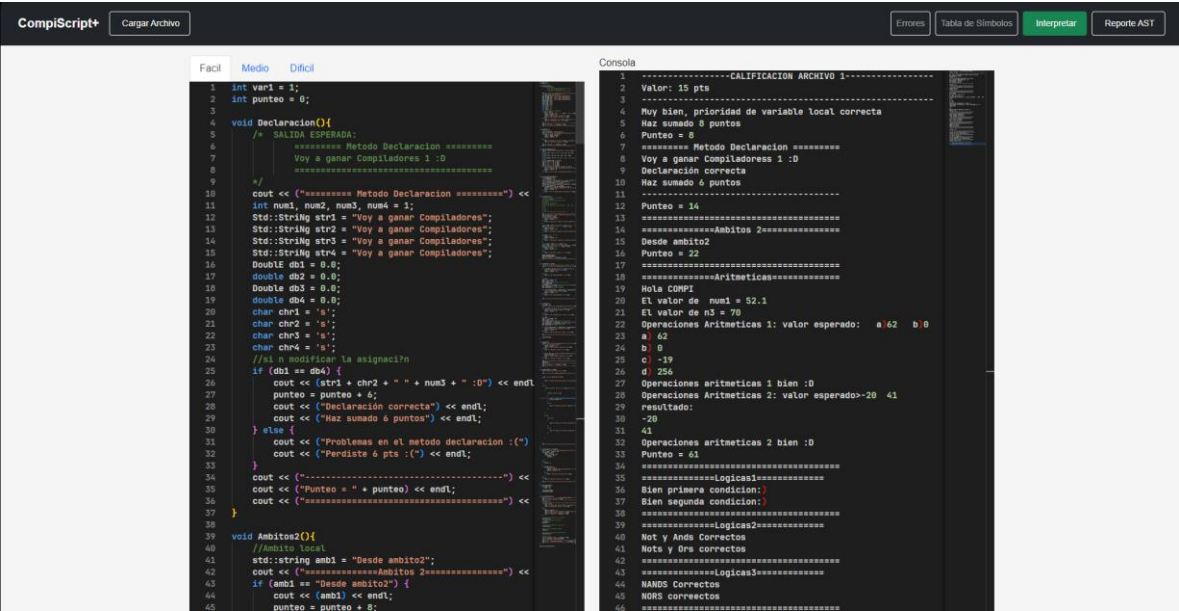 CompiScript+
Cargar Archivo
Errores
Tabla de Símbolos
Interpretar
Reporte AST
Facil
Medio
Dificil
1 int var1 = 1;
2 int punteo = 0;
3
4 void Declaracion(){
5 /* SALIDA ESPERADA:
6 ========= Metodo Declaracion =========
7 Voy a ganar Compiladores 1 :D
8 =======================================
9 */
10 cout << ("========= Metodo Declaracion =========") <<
11 int num1, num2, num3, num4 = 1;
12 Std::StriNg str1 = "Voy a ganar Compiladores";
13 Std::StriNg str2 = "Voy a ganar Compiladores";
14 Std::StriNg str3 = "Voy a ganar Compiladores";
15 Std::StriNg str4 = "Voy a ganar Compiladores";
16 DoublE db1 = 0.0;
17 double db2 = 0.0;
18 Double db3 = 0.0;
19 double db4 = 0.0;
20 char chr1 = 's';
21 char chr2 = 's';
22 char chr3 = 's';
23 char chr4 = 's';
24 //si n modificar la asignaci?n
25 if (db1 == db4) {
26 cout << (str1 + chr2 + " " + num3 + " :D") << endl
27 punteo = punteo + 6;
28 cout << ("Declaración correcta") << endl;
29 cout << ("Haz sumado 6 puntos") << endl;
30 } else {
31 cout << ("Problemas en el metodo declaracion :(")
32 cout << ("Perdiste 6 pts :(") << endl;
33 }
34 cout << ("---------------------------------------") <<
35 cout << ("Punteo = " + punteo) << endl;
36 cout << ("=======================================") <<
37 }
38
39 void Ambitos2(){
40 //Ambito local
41 std::string amb1 = "Desde ambito2";
42 cout << ("==============Ambitos 2===============") <<
43 if (amb1 == "Desde ambito2") {
44 cout << (amb1) << endl;
45 punteo = punteo + 8;
Consola
1 -----------------CALIFICACION ARCHIVO 1-----------------
2 Valor: 15 pts
3 ---------------------------------------------------------
4 Muy bien, prioridad de variable local correcta
5 Haz sumado 8 puntos
6 Punteo = 8
7 ========= Metodo Declaracion =========
8 Voy a ganar Compiladoress 1 :D
9 Declaración correcta
10 Haz sumado 6 puntos
11 ---------------------------------------
12 Punteo = 14
13 =======================================
14 ==============Ambitos 2===============
15 Desde ambito2
16 Punteo = 22
17 =======================================
18 ==============Aritmeticas=============
19 Hola COMPI
20 El valor de  num1 = 52.1
21 El valor de n3 = 70
22 Operaciones Aritmeticas 1: valor esperado:   a)62   b)0
23 a) 62
24 b) 0
25 c) -19
26 d) 256
27 Operaciones aritmeticas 1 bien :D
28 Operaciones Aritmeticas 2: valor esperado>-20  41
29 resultado:
30 -20
31 41
32 Operaciones aritmeticas 2 bien :D
33 Punteo = 61
34 =======================================
35 ==============Logicas1=============
36 Bien primera condicion:)
37 Bien segunda condicion:)
38 =======================================
39 ==============Logicas2=============
40 Not y Ands Correctos
41 Nots y Ors correctos
42 =======================================
43 ==============Logicas3=============
44 NANDS Correctos
45 NORS correectos
46 =======================================